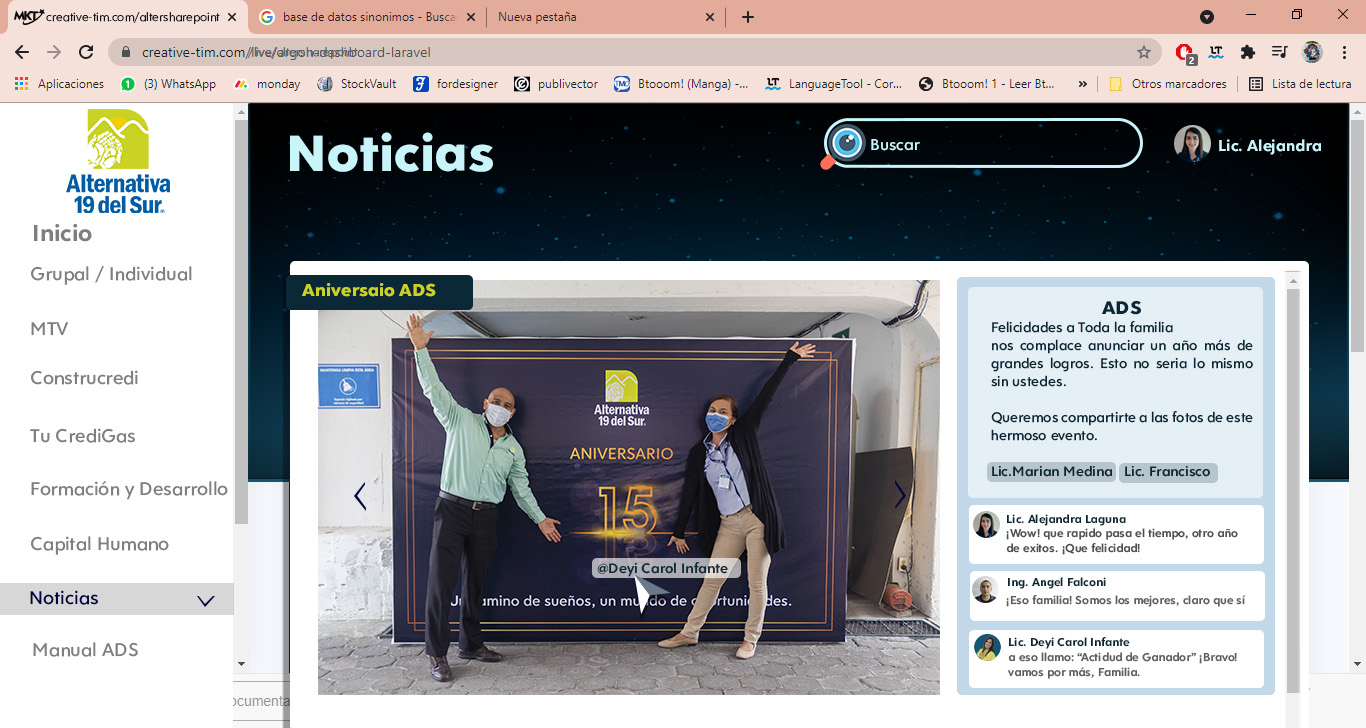 MKT creative-tim.com/altersharepoint
base de datos sinonimos - Busca
Nueva pestaña
creative-tim.com/
board-laravel
Aplicaciones
(3) WhatsApp
monday
StockVault
fordesigner
publivector
Btooom! (Manga) -...
LanguageTool - Cor...
Btooom! 1 - Leer Bt...
»
Otros marcadores
Lista de lectura
Alternativa
19 del Sur.
Inicio
Grupal / Individual
MTV
Construcredi
Tu CrediGas
Formación y Desarrollo
Capital Humano
Noticias
Manual ADS
Noticias
Buscar
Lic. Alejandra
Aniversaio ADS
MANTENGA LIMPIA ESTA ÁREA
Alternativa
19 del Sur.
ANIVERSARIO
15
@Deyi Carol Infante
Un camino de sueños, un mundo de oportunidades.
ADS
Felicidades a Toda la familia
nos complace anunciar un año más de
grandes logros. Esto no seria lo mismo
sin ustedes.
Queremos compartirte a las fotos de este
hermoso evento.
Lic.Marian Medina
Lic. Francisco
Lic. Alejandra Laguna
¡Wow! que rapido pasa el tiempo, otro año
de exitos. ¡Que felicidad!
Ing. Angel Falconi
¡Eso familia! Somos los mejores, claro que sí
Lic. Deyi Carol Infante
a eso llamo: “Actidud de Ganador” ¡Bravo!
vamos por más, Familia.
ocumenta